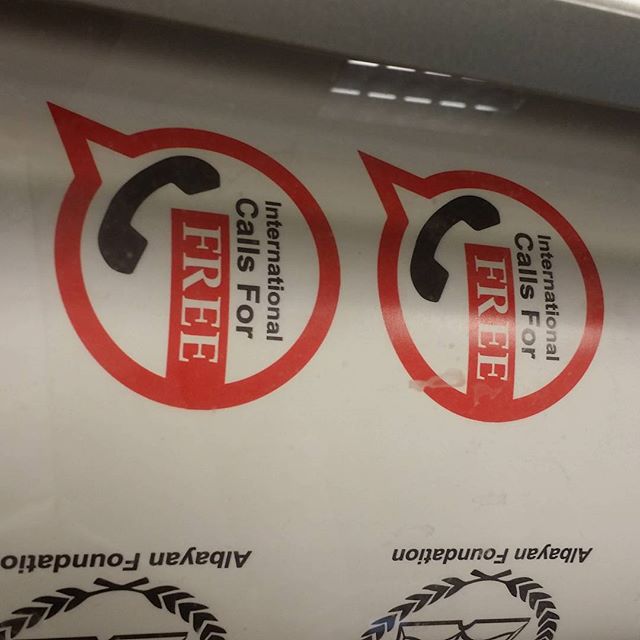 International
Calls For
FREE
International
Calls For
FREE
Albayan Foundation
Albayan Foundation